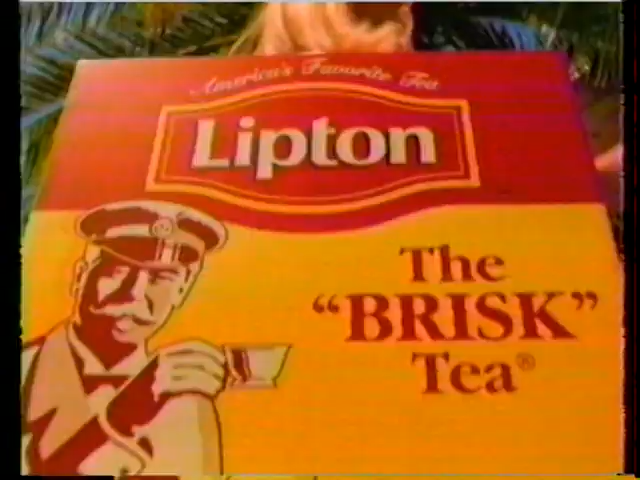 America's Favorite Tea
Lipton
The
“BRISK”
Tea®